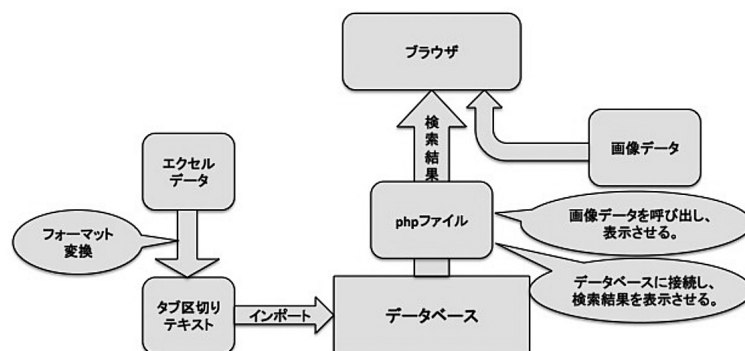 ブラウザ
検索結果
画像データ
エクセル
データ
phpファイル
画像データを呼び出し、
表示させる。
フォーマット
変換
データベースに接続し、
検索結果を表示させる。
タブ区切り
テキスト
インポート
データベース